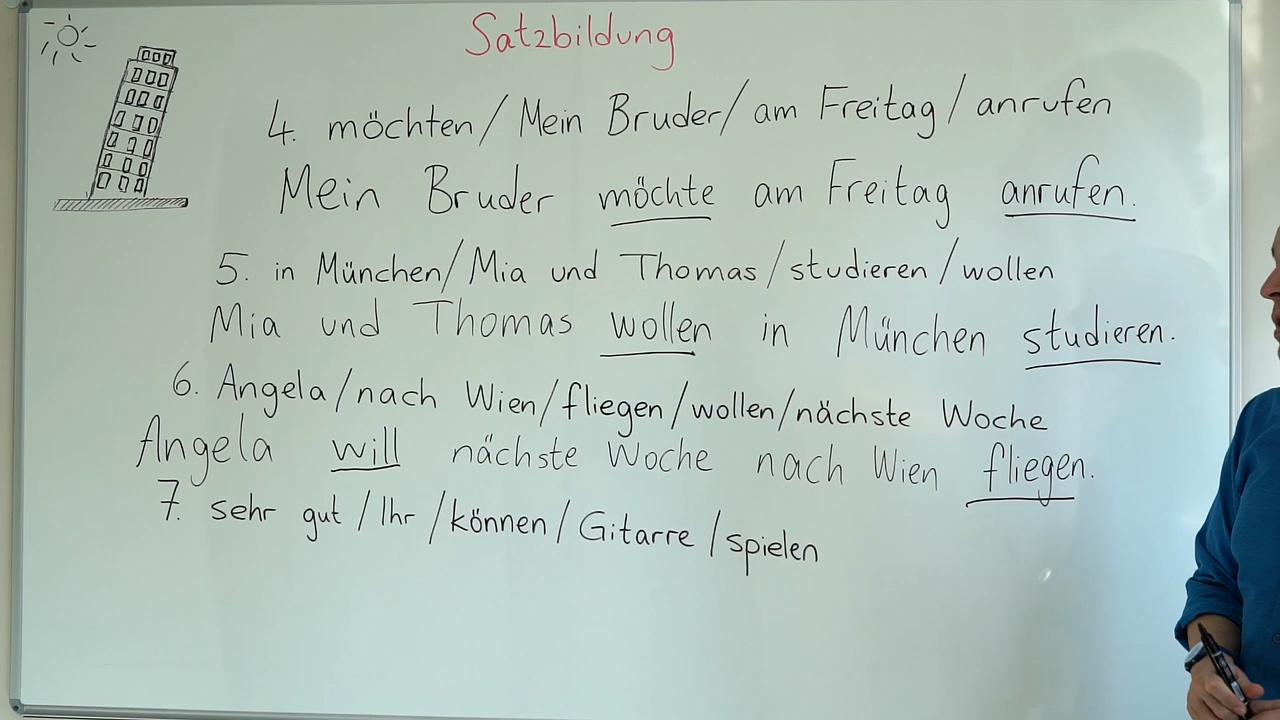 Satzbildung
4. möchten/Mein Bruder/am Freitag/anrufen
Mein Bruder möchte am Freitag anrufen.
5. in München/Mia und Thomas/studieren/wollen
Mia und Thomas wollen in München studieren.
6. Angela/nach Wien/fliegen/wollen/nächste Woche
Angela will nächste Woche nach Wien fliegen.
7. sehr gut/Ihr/können/Gitarre/spielen